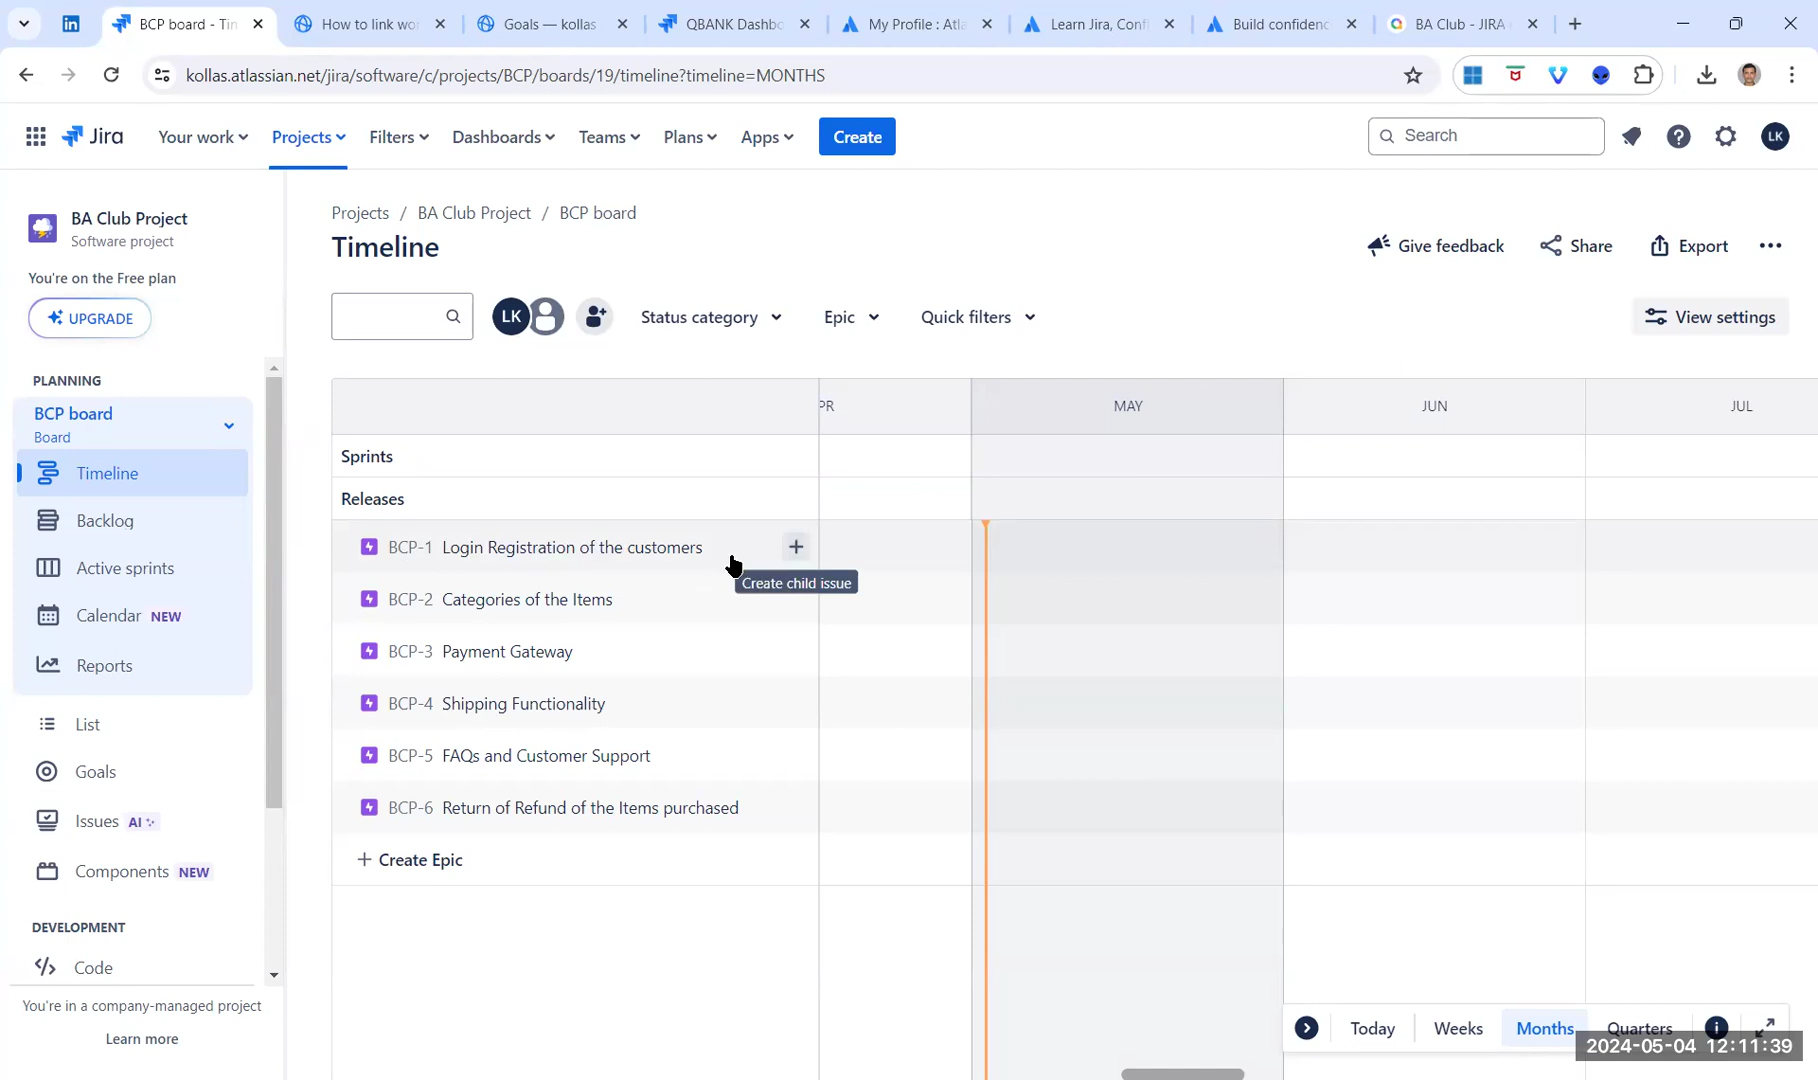 BCP board - Tin
How to link wor
Goals — kollas
QBANK Dashbo
My Profile : Atla
Learn Jira, Confl
Build confidenc
BA Club - JIRA
kollas.atlassian.net/jira/software/c/projects/BCP/boards/19/timeline?timeline=MONTHS
Jira
Your work
Projects
Filters
Dashboards
Teams
Plans
Apps
Create
Search
LK
BA Club Project
Software project
You're on the Free plan
UPGRADE
PLANNING
BCP board
Board
Timeline
Backlog
Active sprints
Calendar NEW
Reports
List
Goals
Issues AI
Components NEW
DEVELOPMENT
Code
You're in a company-managed project
Learn more
Projects / BA Club Project / BCP board
Timeline
Give feedback
Share
Export
LK
Status category
Epic
Quick filters
View settings
PR
MAY
JUN
JUL
Sprints
Releases
BCP-1 Login Registration of the customers
Create child issue
BCP-2 Categories of the Items
BCP-3 Payment Gateway
BCP-4 Shipping Functionality
BCP-5 FAQs and Customer Support
BCP-6 Return of Refund of the Items purchased
+ Create Epic
Today
Weeks
Months
Quarters
2024-05-04 12:11:39